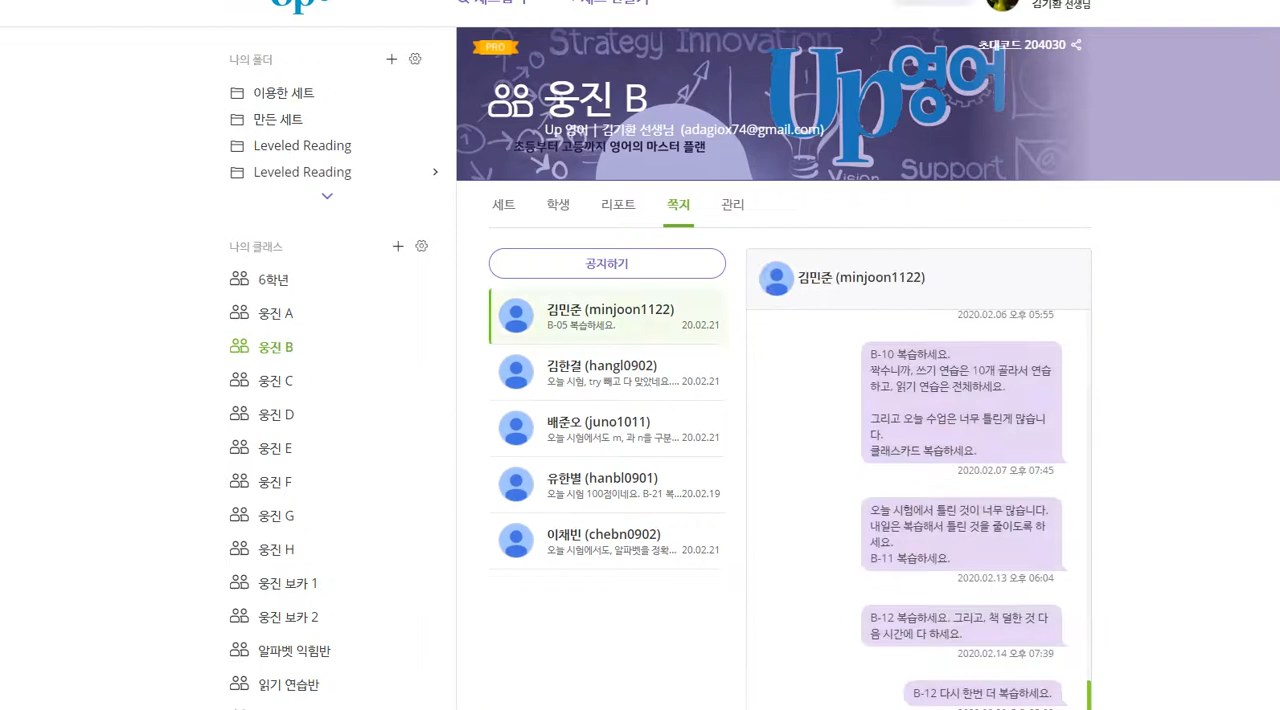 Up
세트검색
세트 만들기
김기환 선생님
나의 폴더
이용한 세트
만든 세트
Leveled Reading
Leveled Reading
나의 클래스
6학년
웅진 A
웅진 B
웅진 C
웅진 D
웅진 E
웅진 F
웅진 G
웅진 H
웅진 보카 1
웅진 보카 2
알파벳 익힘반
읽기 연습반
PRO
Strategy Innovation
초대코드 204030
Up영어
웅진 B
Up 영어 | 김기환 선생님 (adagiox74@gmail.com)
초등부터 고등까지 영어의 마스터 플랜
Vision
Support
세트
학생
리포트
쪽지
관리
공지하기
김민준 (minjoon1122)
B-05 복습하세요.
20.02.21
김한결 (hangl0902)
오늘 시험, try 빼고 다 맞았네요.... 20.02.21
배준오 (juno1011)
오늘 시험에서도 m, 과 n을 구분... 20.02.21
유한별 (hanbl0901)
오늘 시험 100점이네요. B-21 복...20.02.19
이채빈 (chebn0902)
오늘 시험에서도, 알파벳을 정확... 20.02.21
김민준 (minjoon1122)
2020.02.06 오후 05:55
B-10 복습하세요.
짝수니까, 쓰기 연습은 10개 골라서 연습
하고, 읽기 연습은 전체하세요.
그리고 오늘 수업은 너무 틀린게 많습니
다.
클래스카드 복습하세요.
2020.02.07 오후 07:45
오늘 시험에서 틀린 것이 너무 많습니다.
내일은 복습해서 틀린 것을 줄이도록 하
세요.
B-11 복습하세요.
2020.02.13 오후 06:04
B-12 복습하세요. 그리고, 책 덜한 것 다
음 시간에 다 하세요.
2020.02.14 오후 07:39
B-12 다시 한번 더 복습하세요.